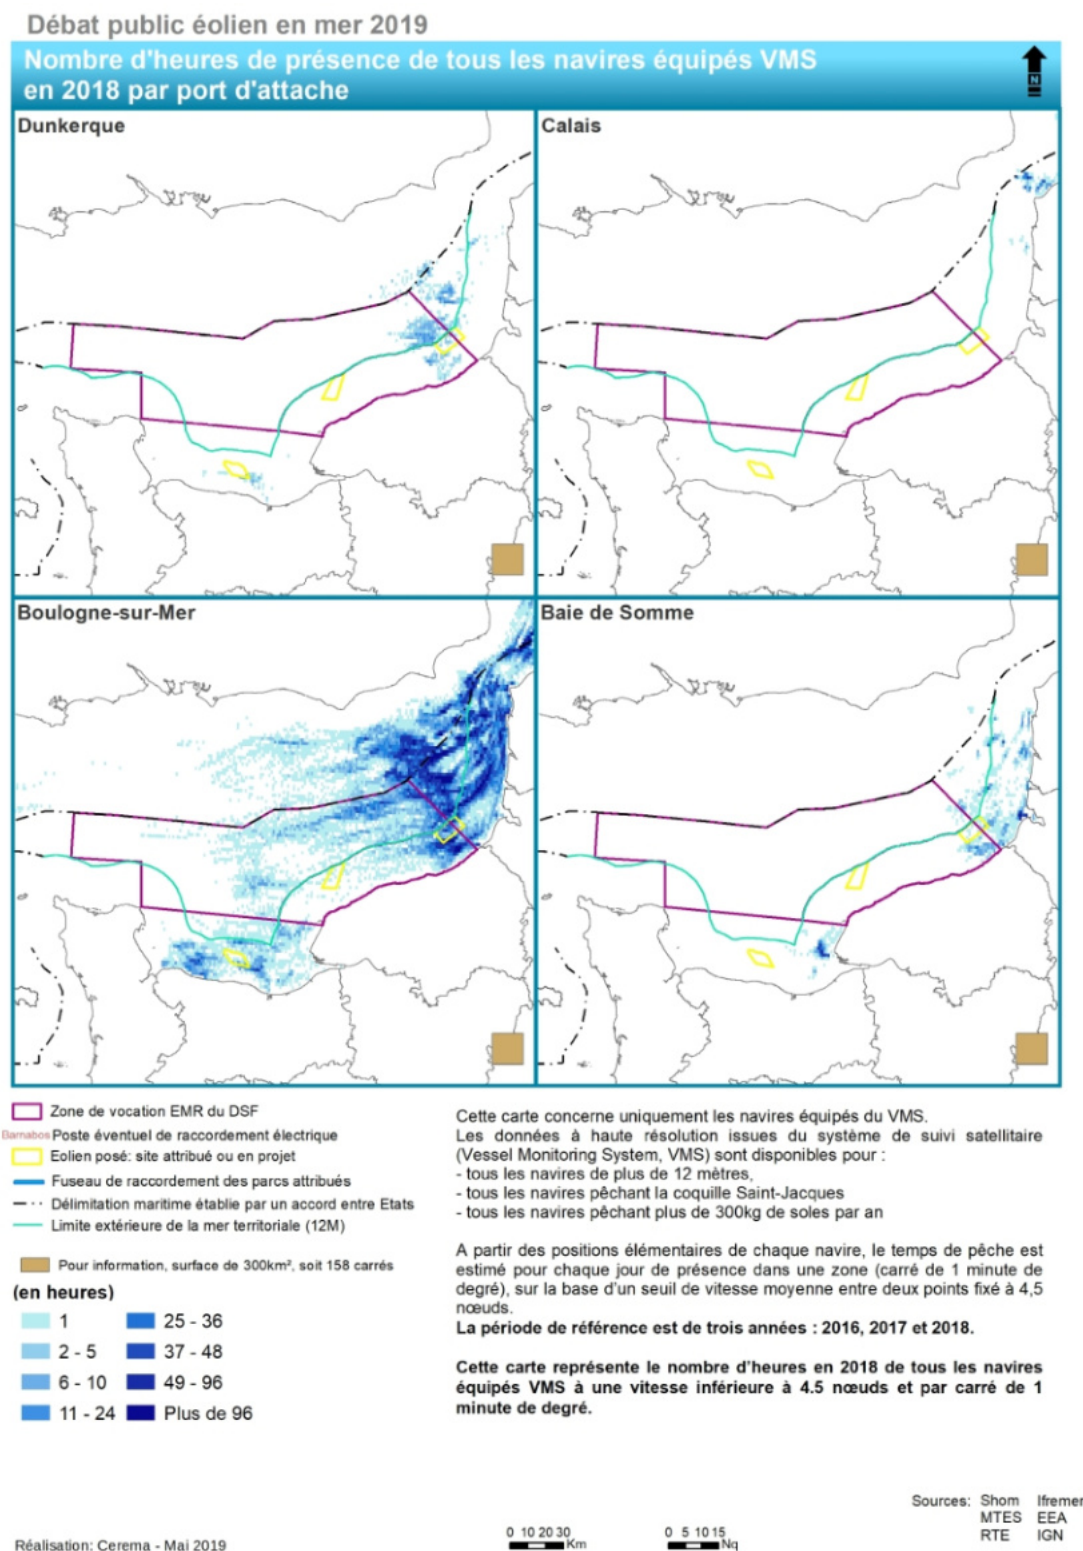 Débat public éolien en mer 2019
Nombre d'heures de présence de tous les navires équipés VMS
en 2018 par port d'attache
N
Dunkerque
Calais
Boulogne-sur-Mer
Baie de Somme
Zone de vocation EMR du DSF
Barnabos Poste éventuel de raccordement électrique
Eolien posé: site attribué ou en projet
Fuseau de raccordement des parcs attribués
Délimitation maritime établie par un accord entre Etats
Limite extérieure de la mer territoriale (12M)
Pour information, surface de 300km², soit 158 carrés
(en heures)
1
2 - 5
6 - 10
11 - 24
25 - 36
37 - 48
49 - 96
Plus de 96
Cette carte concerne uniquement les navires équipés du VMS.
Les données à haute résolution issues du système de suivi satellitaire
(Vessel Monitoring System, VMS) sont disponibles pour :
- tous les navires de plus de 12 mètres,
- tous les navires pêchant la coquille Saint-Jacques
- tous les navires pêchant plus de 300kg de soles par an
A partir des positions élémentaires de chaque navire, le temps de pêche est
estimé pour chaque jour de présence dans une zone (carré de 1 minute de
degré), sur la base d'un seuil de vitesse moyenne entre deux points fixé à 4,5
nœuds.
La période de référence est de trois années : 2016, 2017 et 2018.
Cette carte représente le nombre d'heures en 2018 de tous les navires
équipés VMS à une vitesse inférieure à 4.5 nœuds et par carré de 1
minute de degré.
Sources: Shom Ifremer
MTES EEA
RTE IGN
Réalisation: Cerema - Mai 2019
0 10 20 30
Km
0 5 10 15
Nq